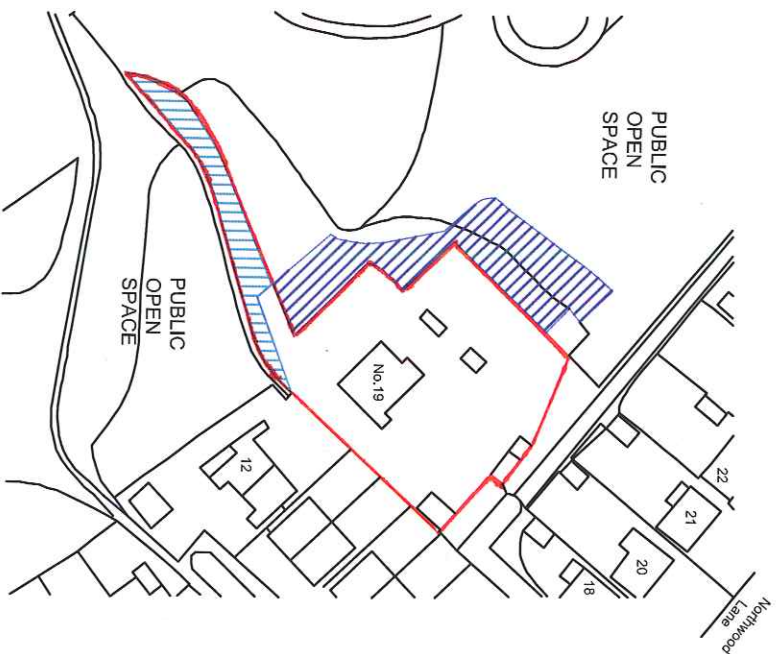 PUBLIC
OPEN
SPACE
PUBLIC
OPEN
SPACE
No.19
12
22
21
20
18
Northwood
Lane